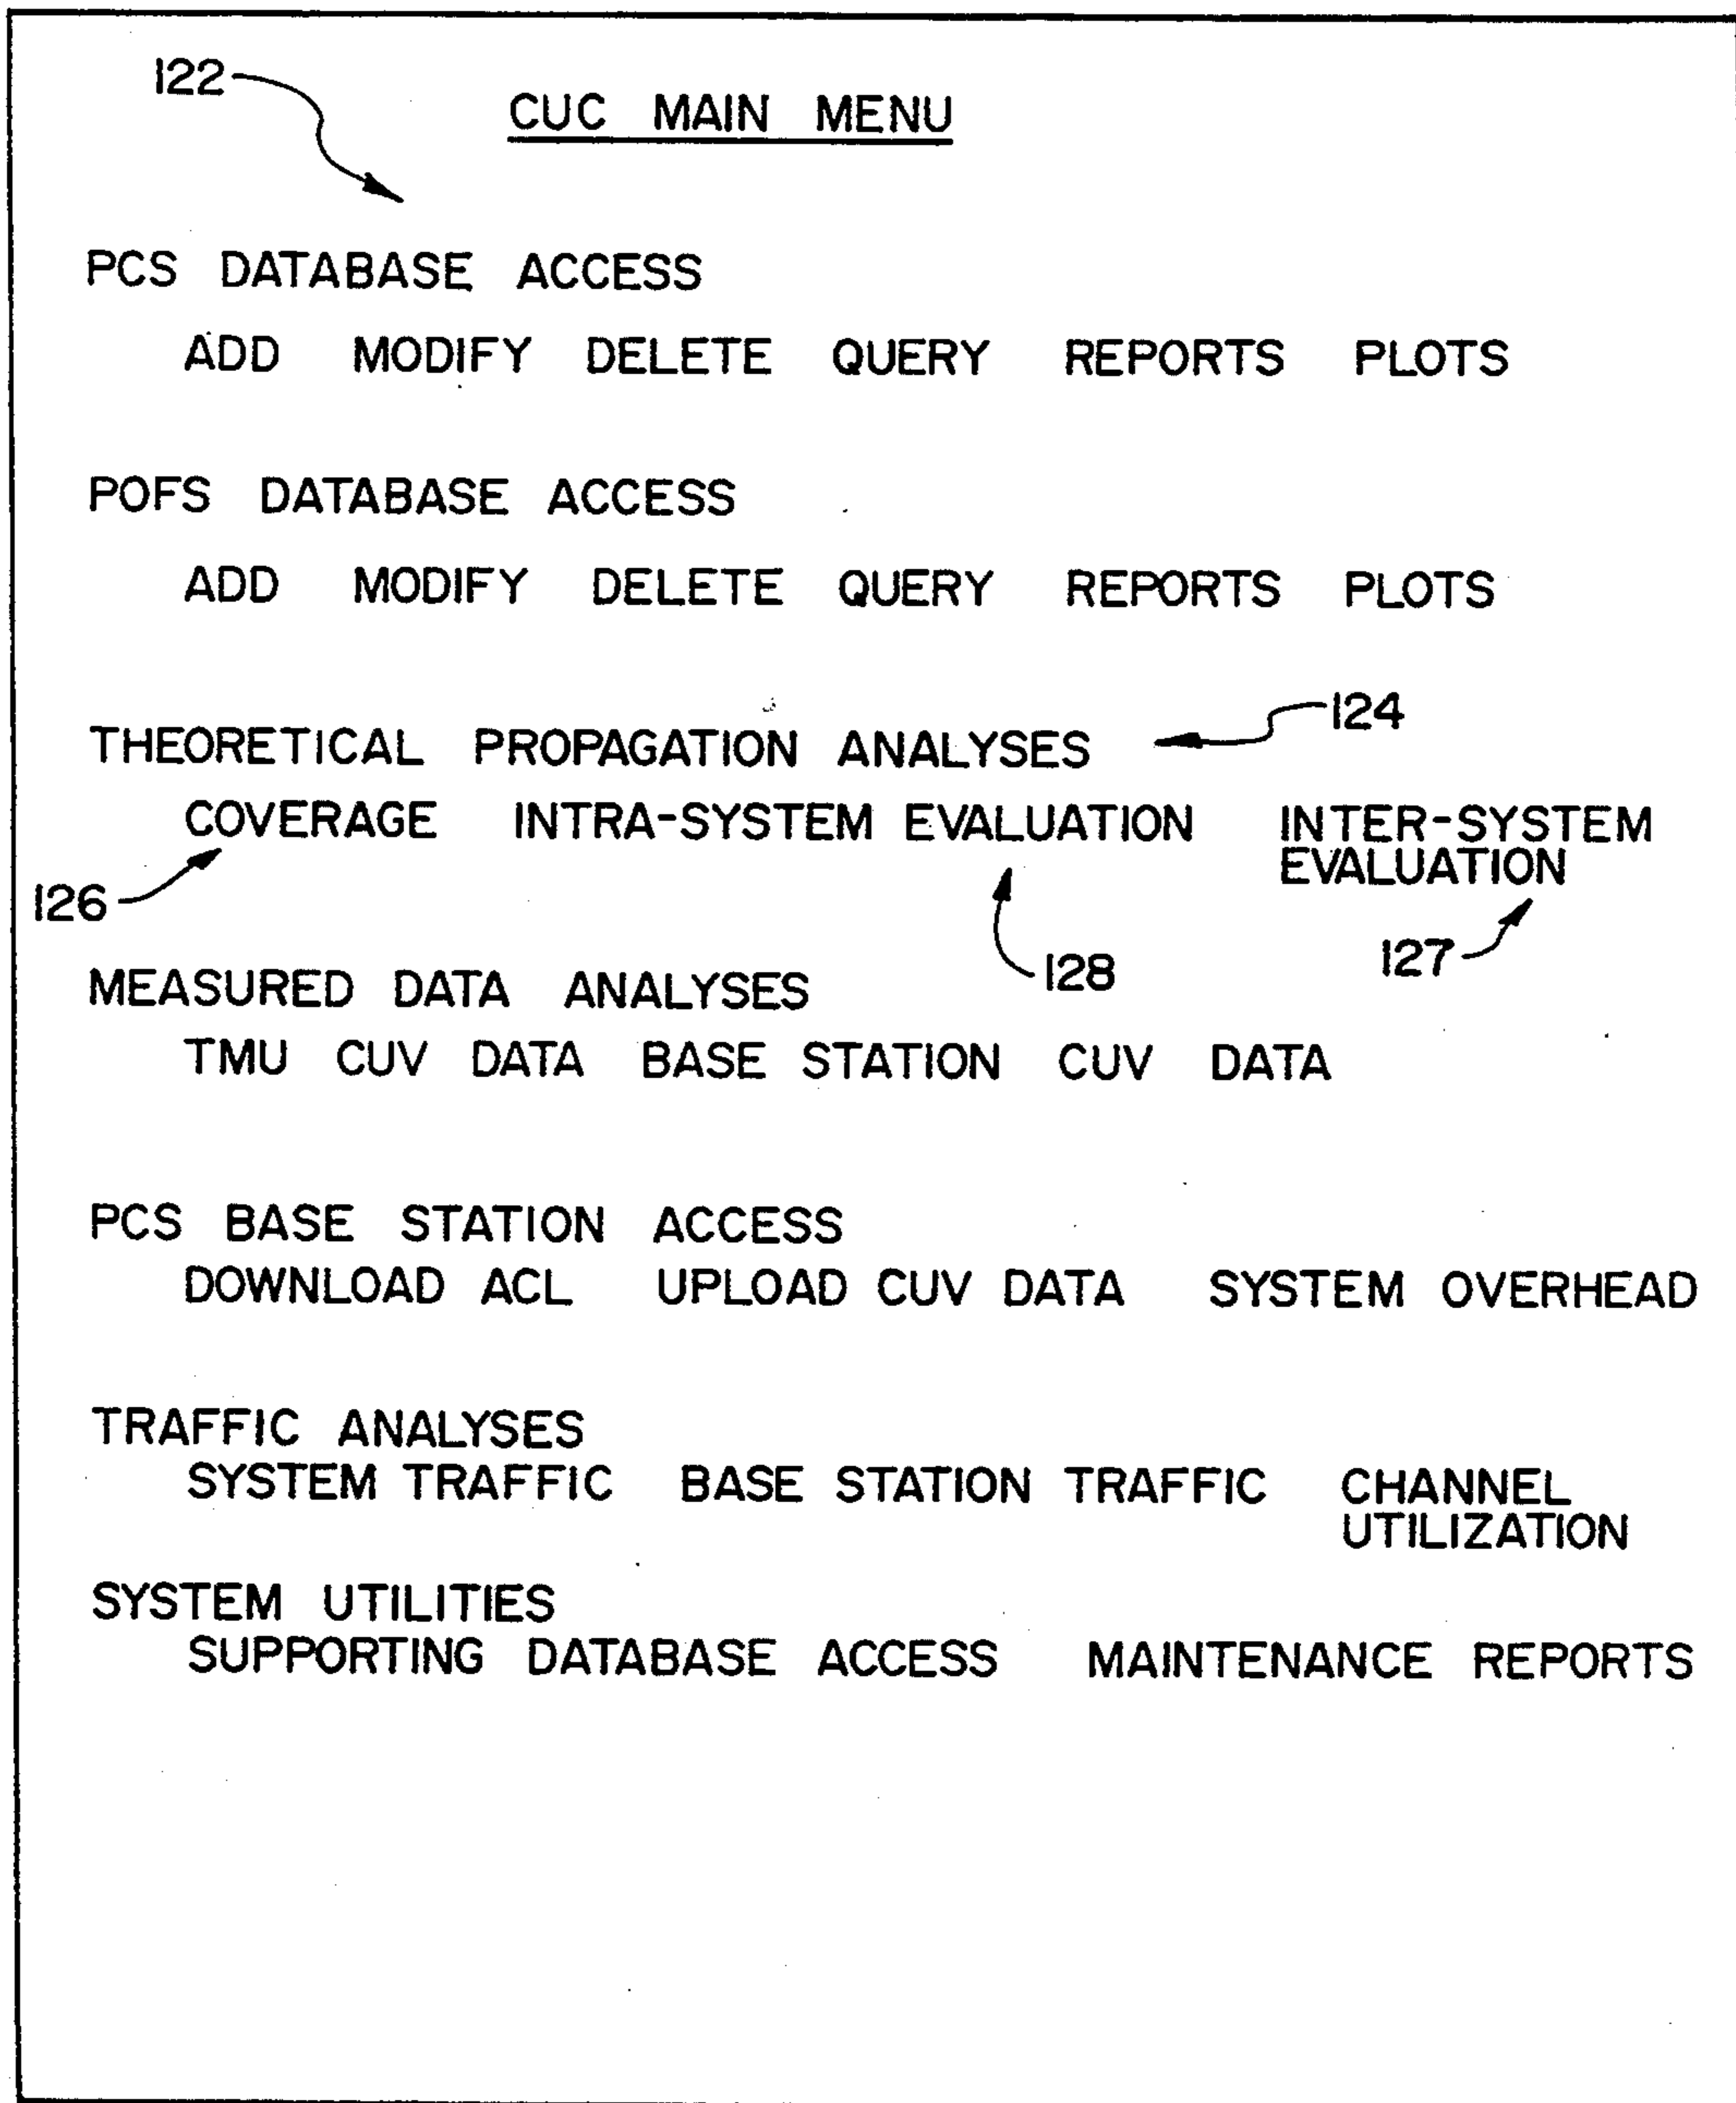 122
CUC MAIN MENU
PCS DATABASE ACCESS
ADD MODIFY DELETE QUERY REPORTS PLOTS
POFS DATABASE ACCESS
ADD MODIFY DELETE QUERY REPORTS PLOTS
124
THEORETICAL PROPAGATION ANALYSES
COVERAGE INTRA-SYSTEM EVALUATION INTER-SYSTEM
EVALUATION
126
128
127
MEASURED DATA ANALYSES
TMU CUV DATA BASE STATION CUV DATA
PCS BASE STATION ACCESS
DOWNLOAD ACL UPLOAD CUV DATA SYSTEM OVERHEAD
TRAFFIC ANALYSES
SYSTEM TRAFFIC BASE STATION TRAFFIC CHANNEL
UTILIZATION
SYSTEM UTILITIES
SUPPORTING DATABASE ACCESS MAINTENANCE REPORTS